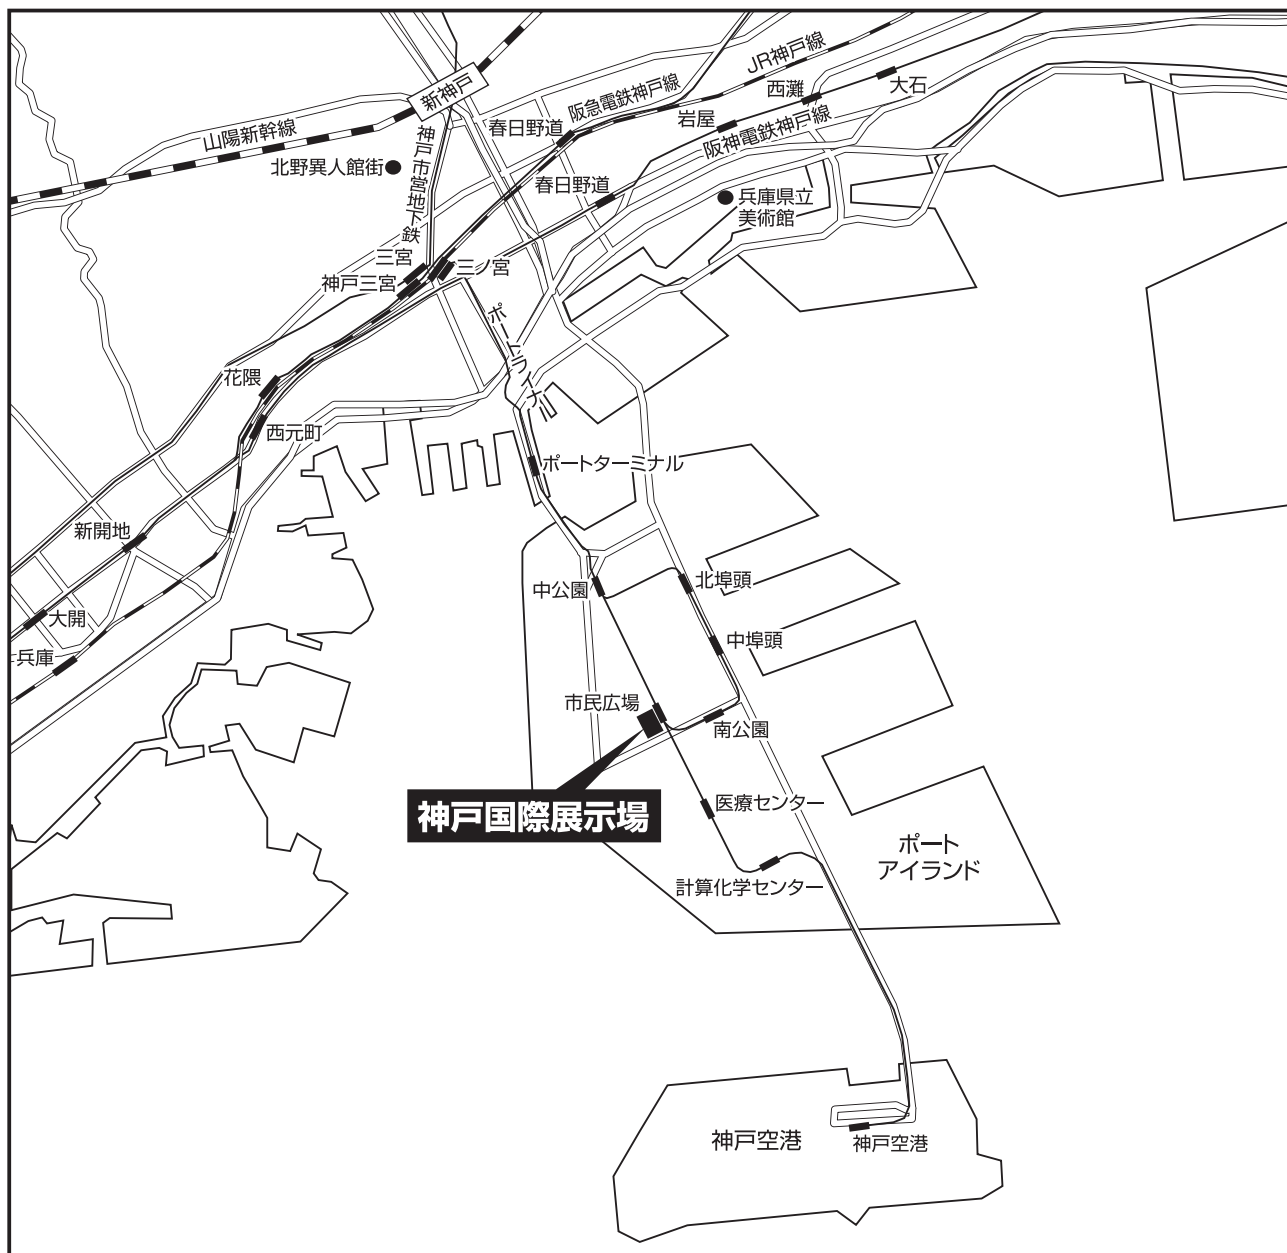 JR神戸線
新神戸
阪急電鉄神戸線
西灘
大石
山陽新幹線
春日野道
岩屋
阪神電鉄神戸線
神戸市営地下鉄
北野異人館街
春日野道
兵庫県立
美術館
三宮
三ノ宮
神戸三宮
ポートライナー
花隈
西元町
ポートターミナル
新開地
中公園
北埠頭
大開
中埠頭
兵庫
市民広場
南公園
神戸国際展示場
医療センター
ポート
アイランド
計算化学センター
神戸空港
神戸空港